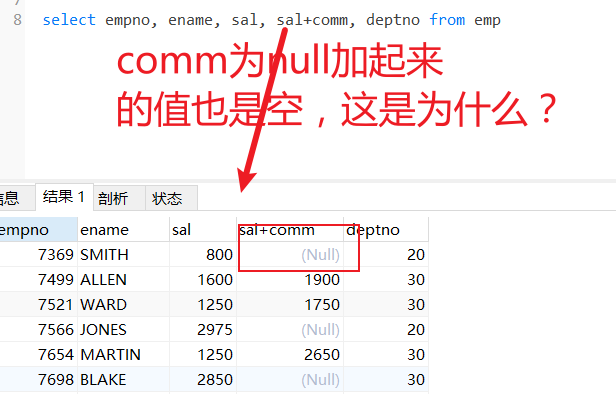 8 select empno, ename, sal, sal+comm, deptno from emp
comm为null加起来
的值也是空，这是为什么？
信息 结果 1 剖析 状态
empno ename sal sal+comm deptno
7369 SMITH 800 (Null) 20
7499 ALLEN 1600 1900 30
7521 WARD 1250 1750 30
7566 JONES 2975 (Null) 20
7654 MARTIN 1250 2650 30
7698 BLAKE 2850 (Null) 30